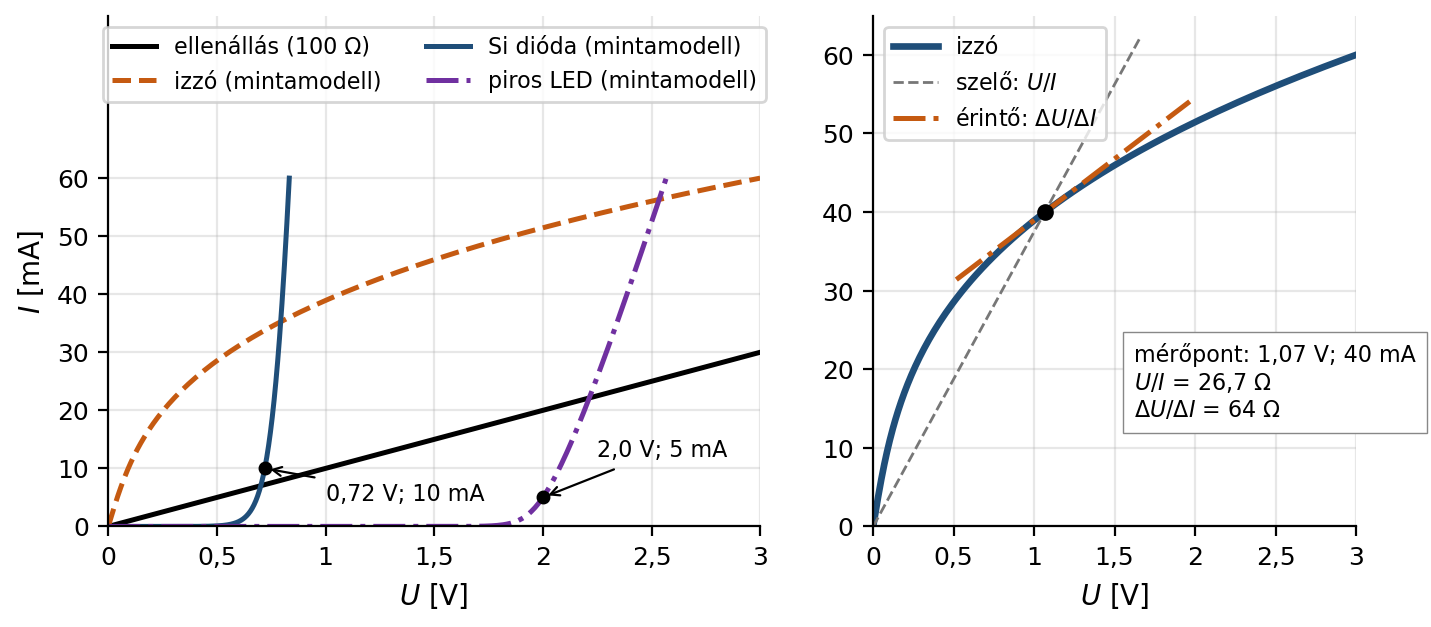 ellenállás (100 Ω)
izzó (mintamodell)
Si dióda (mintamodell)
piros LED (mintamodell)
I [mA]
60
50
40
30
20
10
0
0,72 V; 10 mA
2,0 V; 5 mA
0 0,5 1 1,5 2 2,5 3
U [V]
izzó
szelő: U/I
érintő: ΔU/ΔI
60
50
40
30
20
10
0
mérőpont: 1,07 V; 40 mA
U/I = 26,7 Ω
ΔU/ΔI = 64 Ω
0 0,5 1 1,5 2 2,5 3
U [V]